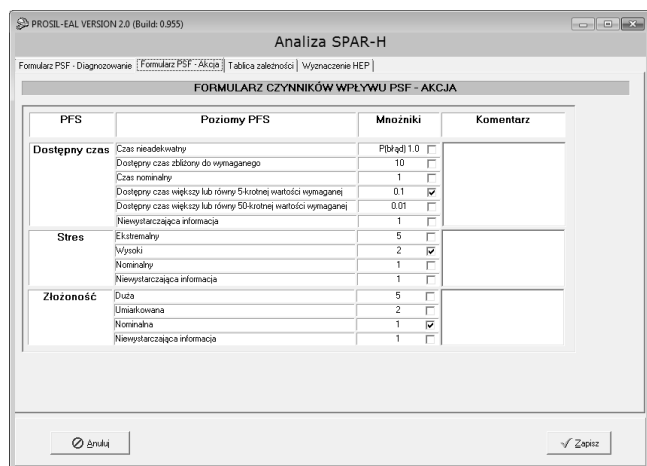 PROSIL-EAL VERSION 2.0 (Build: 0.955)
Analiza SPAR-H
Formularz PSF - Diagnozowanie Formularz PSF - Akcja Tablica zależności Wyznaczenie HEP
FORMULARZ CZYNNIKÓW WPŁYWU PSF - AKCJA
PFS Poziomy PFS Mnożniki Komentarz
Dostępny czas Czas nieadekwatny P(błąd) 1.0
Dostępny czas zbliżony do wymaganego 10
Czas nominalny 1
Dostępny czas większy lub równy 5-krotnej wartości wymaganej 0.1
Dostępny czas większy lub równy 50-krotnej wartości wymaganej 0.01
Niewystarczająca informacja 1
Stres Ekstremalny 5
Wysoki 2
Nominalny 1
Niewystarczająca informacja 1
Złożoność Duża 5
Umiarkowana 2
Nominalna 1
Niewystarczająca informacja 1
Anuluj Zapisz